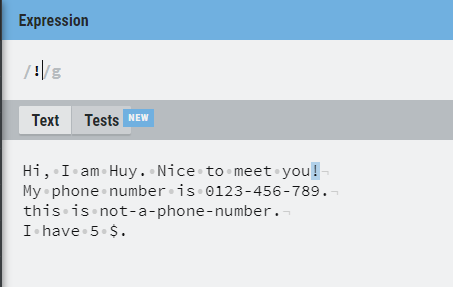 Expression
/!/g
Text Tests NEW
Hi, I am Huy. Nice to meet you!
My phone number is 0123-456-789.
this is not-a-phone-number.
I have 5 $.